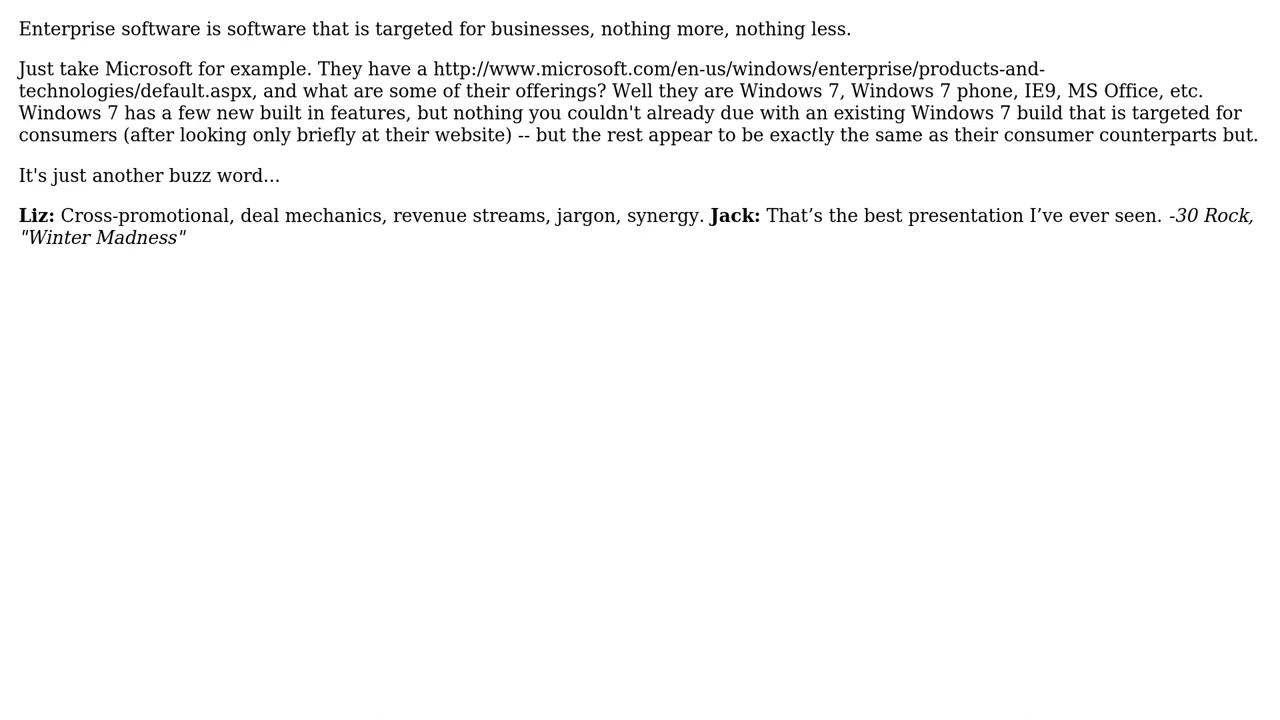 Enterprise software is software that is targeted for businesses, nothing more, nothing less.
Just take Microsoft for example. They have a http://www.microsoft.com/en-us/windows/enterprise/products-and-
technologies/default.aspx, and what are some of their offerings? Well they are Windows 7, Windows 7 phone, IE9, MS Office, etc.
Windows 7 has a few new built in features, but nothing you couldn't already due with an existing Windows 7 build that is targeted for
consumers (after looking only briefly at their website) -- but the rest appear to be exactly the same as their consumer counterparts but.
It's just another buzz word...
Liz: Cross-promotional, deal mechanics, revenue streams, jargon, synergy. Jack: That’s the best presentation I’ve ever seen. -30 Rock,
"Winter Madness"